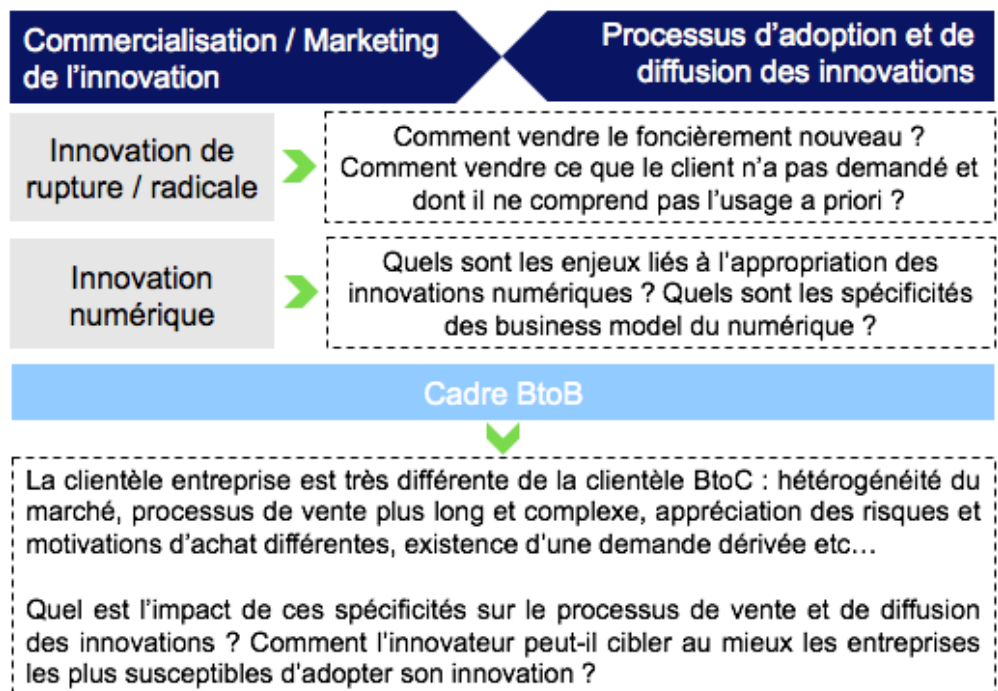 Commercialisation / Marketing
de l'innovation
Processus d'adoption et de
diffusion des innovations
Innovation de
rupture / radicale
Comment vendre le foncièrement nouveau ?
Comment vendre ce que le client n'a pas demandé et
dont il ne comprend pas l'usage a priori ?
Innovation
numérique
Quels sont les enjeux liés à l'appropriation des
innovations numériques ? Quels sont les spécificités
des business model du numérique ?
Cadre BtoB
La clientèle entreprise est très différente de la clientèle BtoC : hétérogénéité du
marché, processus de vente plus long et complexe, appréciation des risques et
motivations d'achat différentes, existence d'une demande dérivée etc…
Quel est l'impact de ces spécificités sur le processus de vente et de diffusion
des innovations ? Comment l'innovateur peut-il cibler au mieux les entreprises
les plus susceptibles d'adopter son innovation ?